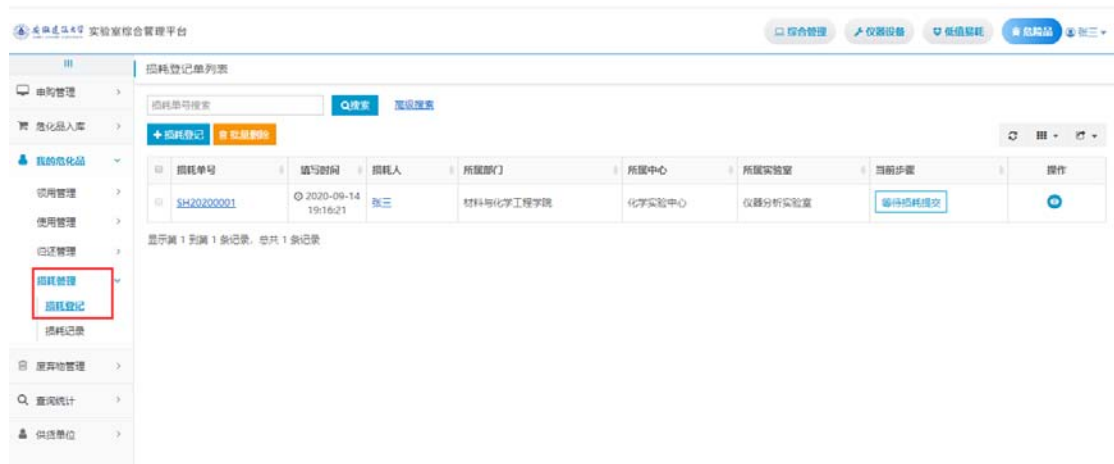 安徽建筑大学 实验室综合管理平台
综合管理 仪器设备 低值易耗 危险品 张三
申购管理
危化品入库
我的危化品
领用管理
使用管理
归还管理
损耗管理
损耗登记
损耗记录
废弃物管理
查询统计
供货单位
损耗登记单列表
损耗单号搜索 搜索 高级搜索
损耗登记 批量删除
损耗单号 填写时间 损耗人 所属部门 所属中心 所属实验室 当前步骤 操作
SH20200001 2020-09-14 19:16:21 张三 材料与化学工程学院 化学实验中心 仪器分析实验室 等待损耗提交
显示第 1 到第 1 条记录，总共 1 条记录